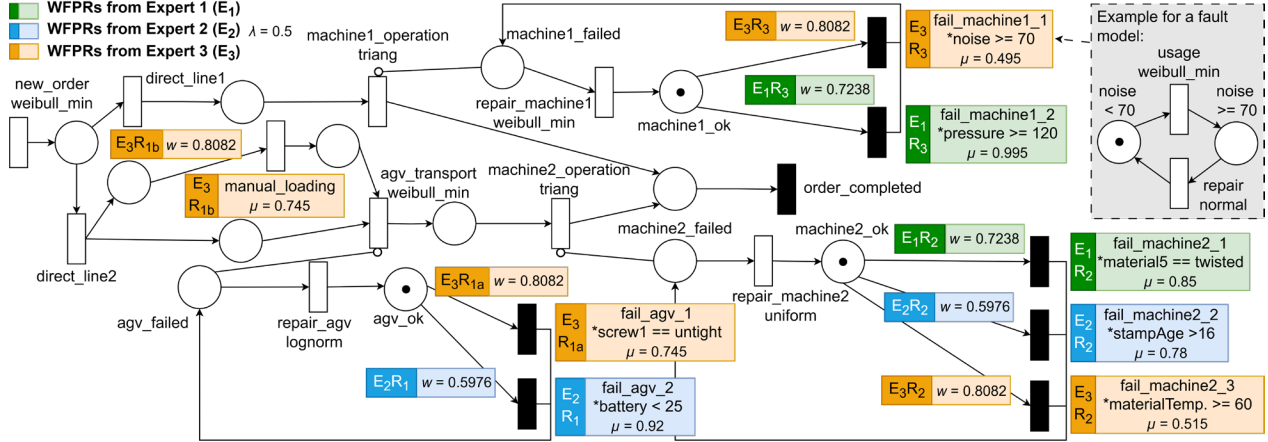 WFPRs from Expert 1 (E1)
WFPRs from Expert 2 (E2) λ = 0.5
WFPRs from Expert 3 (E3)
new_order
weibull_min
direct_line1
machine1_operation
triang
machine1_failed
repair_machine1
weibull_min
machine1_ok
E3R3 w = 0.8082
E1R3 w = 0.7238
E3
R3
fail_machine1_1
*noise >= 70
μ = 0.495
E1
R3
fail_machine1_2
*pressure >= 120
μ = 0.995
Example for a fault
model:
usage
weibull_min
noise
< 70
noise
>= 70
repair
normal
E3R1b w = 0.8082
E3
R1b
manual_loading
μ = 0.745
direct_line2
agv_transport
weibull_min
machine2_operation
triang
order_completed
machine2_failed
repair_machine2
uniform
machine2_ok
E1R2 w = 0.7238
E2R2 w = 0.5976
E3R2 w = 0.8082
E1
R2
fail_machine2_1
*material5 == twisted
μ = 0.85
E2
R2
fail_machine2_2
*stampAge >16
μ = 0.78
E3
R2
fail_machine2_3
*materialTemp. >= 60
μ = 0.515
agv_failed
repair_agv
lognorm
agv_ok
E3R1a w = 0.8082
E2R1 w = 0.5976
E3
R1a
fail_agv_1
*screw1 == untight
μ = 0.745
E2
R1
fail_agv_2
*battery < 25
μ = 0.92